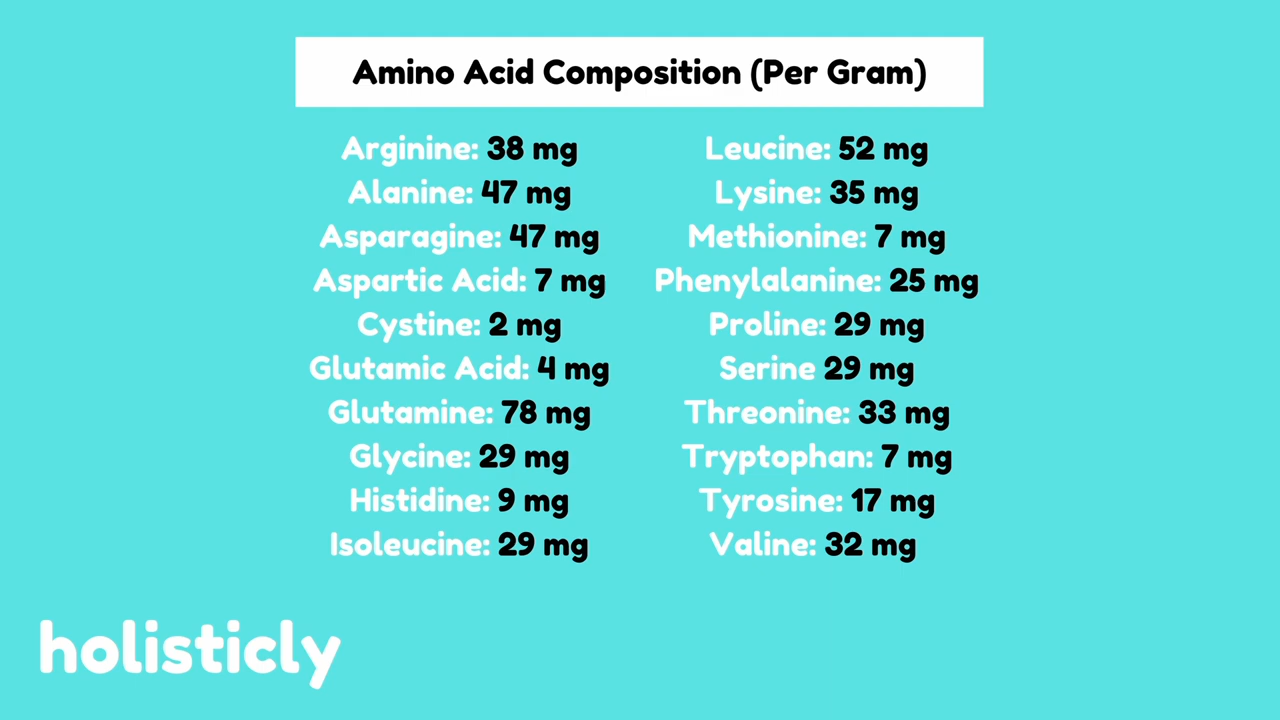 Amino Acid Composition (Per Gram)
Arginine: 38 mg
Alanine: 47 mg
Asparagine: 47 mg
Aspartic Acid: 7 mg
Cystine: 2 mg
Glutamic Acid: 4 mg
Glutamine: 78 mg
Glycine: 29 mg
Histidine: 9 mg
Isoleucine: 29 mg
Leucine: 52 mg
Lysine: 35 mg
Methionine: 7 mg
Phenylalanine: 25 mg
Proline: 29 mg
Serine 29 mg
Threonine: 33 mg
Tryptophan: 7 mg
Tyrosine: 17 mg
Valine: 32 mg
holisticly